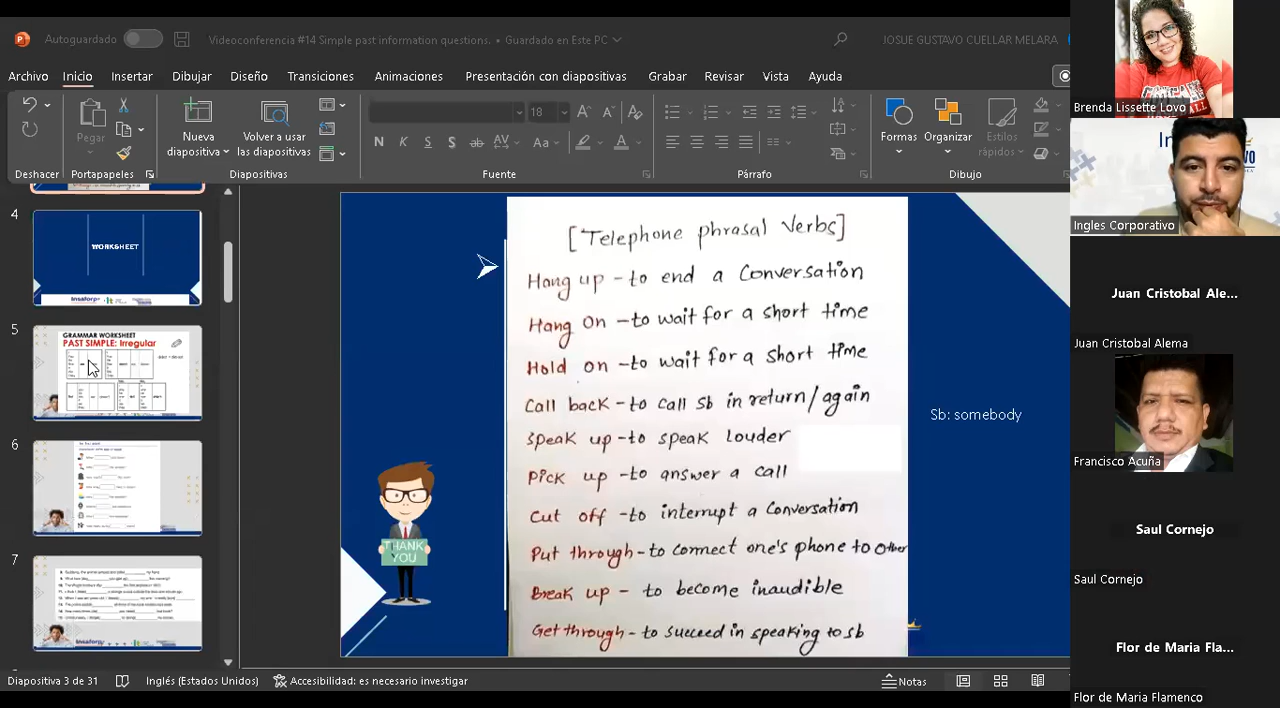 Autoguardado
Videoconferencia #14 Simple past information questions. • Guardado en Este PC
JOSUE GUSTAVO CUELLAR MELARA
Archivo Inicio Insertar Dibujar Diseño Transiciones Animaciones Presentación con diapositivas Grabar Revisar Vista Ayuda
Pegar
Nueva diapositiva
Volver a usar las diapositivas
18
N K S S ab AV Aa A
Formas
Organizar
Estilos rápidos
Deshacer Portapapeles Diapositivas Fuente Párrafo Dibujo
4
WORKSHEET
Insaforp
5
GRAMMAR WORKSHEET
PAST SIMPLE: Irregular
6
7
[Telephone phrasal verbs]
Hang up - to end a conversation
Hang on - to wait for a short time
Hold on - to wait for a short time
Call back - to call sb in return/again
Speak up - to speak louder
Pick up - to answer a call
Cut off - to interrupt a conversation
Put through - to connect one's phone to other
Break up - to become inaudible
Get through - to succeed in speaking to sb
Sb: somebody
THANK
YOU
Diapositiva 3 de 31
Inglés (Estados Unidos)
Accesibilidad: es necesario investigar
Notas
Brenda Lissette Lovo
Ingles Corporativo
Juan Cristobal Ale...
Juan Cristobal Alema
Francisco Acuña
Saul Cornejo
Saul Cornejo
Flor de Maria Fla...
Flor de Maria Flamenco